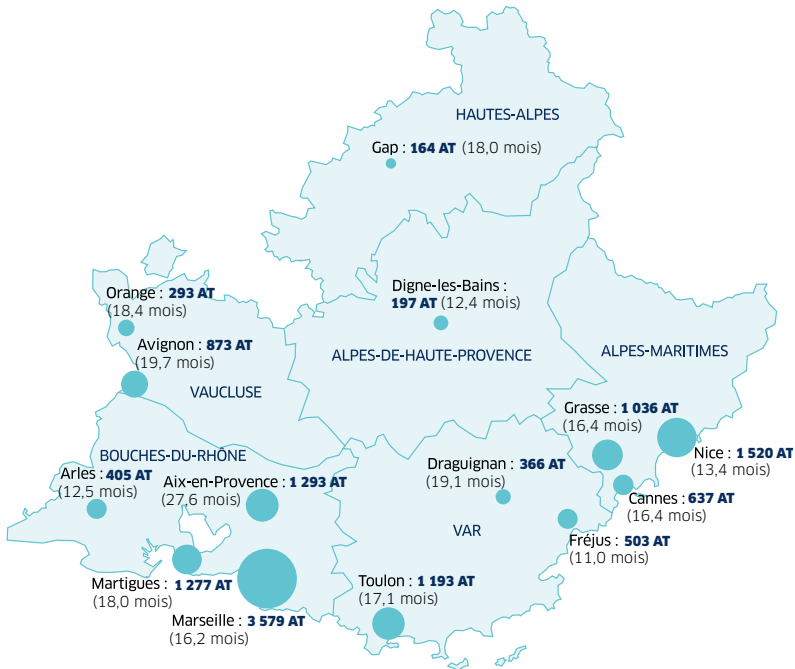 HAUTES-ALPES
Gap : 164 AT (18,0 mois)
Digne-les-Bains :
197 AT (12,4 mois)
ALPES-DE-HAUTE-PROVENCE
Orange : 293 AT
(18,4 mois)
Avignon : 873 AT
(19,7 mois)
VAUCLUSE
ALPES-MARITIMES
Grasse : 1 036 AT
(16,4 mois)
Nice : 1 520 AT
(13,4 mois)
Cannes : 637 AT
(16,4 mois)
BOUCHES-DU-RHÔNE
Arles : 405 AT
(12,5 mois)
Aix-en-Provence : 1 293 AT
(27,6 mois)
Draguignan : 366 AT
(19,1 mois)
VAR
Fréjus : 503 AT
(11,0 mois)
Martigues : 1 277 AT
(18,0 mois)
Marseille : 3 579 AT
(16,2 mois)
Toulon : 1 193 AT
(17,1 mois)